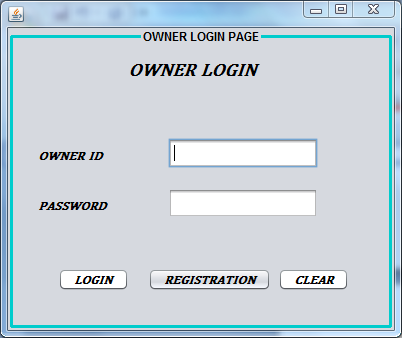 OWNER LOGIN PAGE
OWNER LOGIN
OWNER ID
PASSWORD
LOGIN REGISTRATION CLEAR